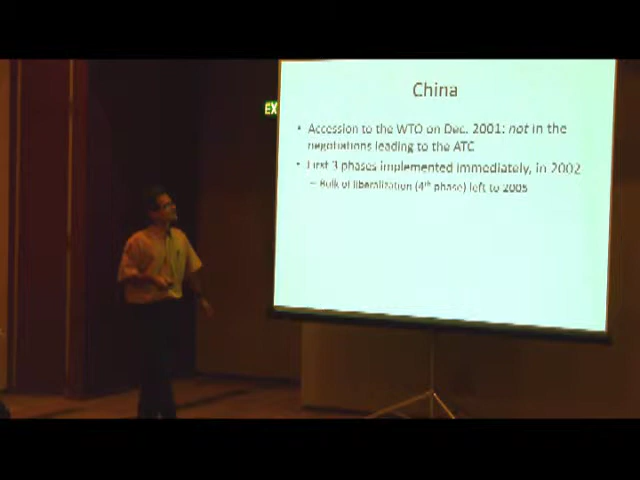 China
EX
• Accession to the WTO on Dec. 2001: not in the
negotiations leading to the ATC
• First 3 phases implemented immediately, in 2002
– Bulk of liberalization (4th phase) left to 2005